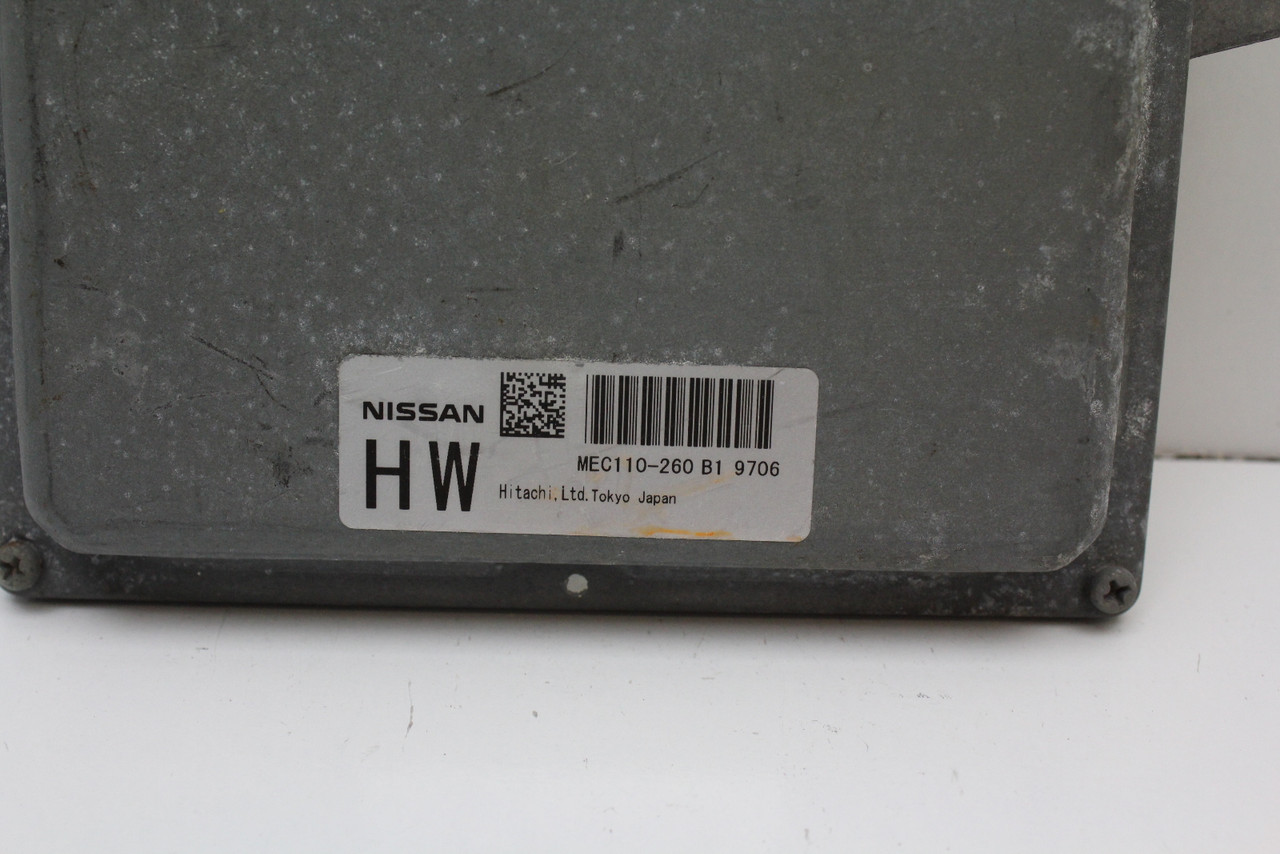 NISSAN
HW
MEC110-260 B1 9706
Hitachi,Ltd.Tokyo Japan